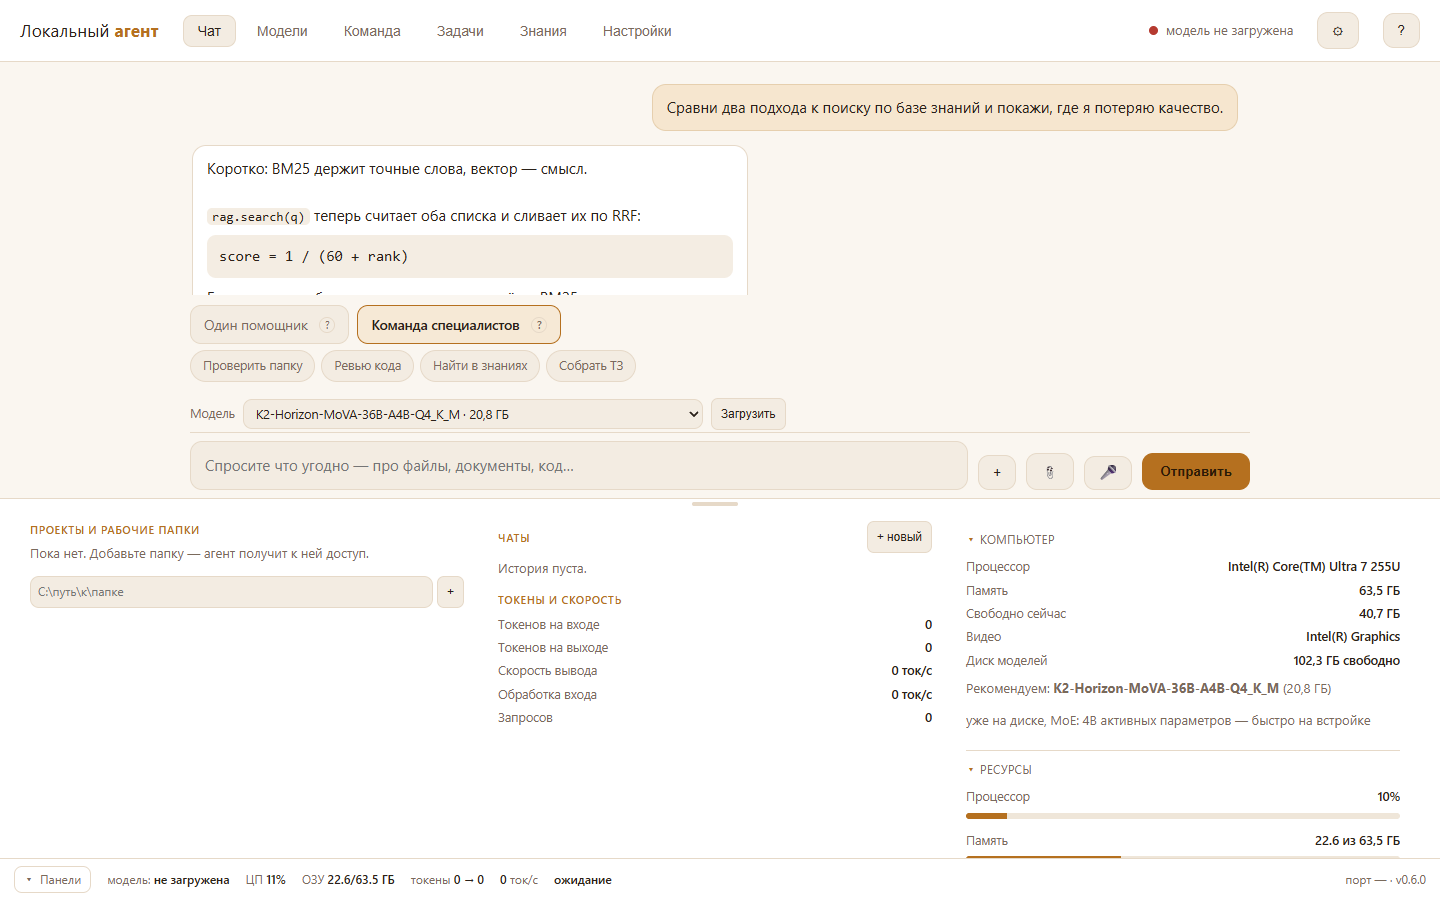 Локальный агент
Чат
Модели
Команда
Задачи
Знания
Настройки
модель не загружена
?
Сравни два подхода к поиску по базе знаний и покажи, где я потеряю качество.
Коротко: BM25 держит точные слова, вектор — смысл.
rag.search(q) теперь считает оба списка и сливает их по RRF:
score = 1 / (60 + rank)
Один помощник ?
Команда специалистов ?
Проверить папку
Ревью кода
Найти в знаниях
Собрать ТЗ
Модель
K2-Horizon-MoVA-36B-A4B-Q4_K_M · 20,8 ГБ
Загрузить
Спросите что угодно — про файлы, документы, код...
+
Отправить
ПРОЕКТЫ И РАБОЧИЕ ПАПКИ
Пока нет. Добавьте папку — агент получит к ней доступ.
C:\путь\к\папке
+
ЧАТЫ
+ новый
История пуста.
ТОКЕНЫ И СКОРОСТЬ
Токенов на входе 0
Токенов на выходе 0
Скорость вывода 0 ток/с
Обработка входа 0 ток/с
Запросов 0
КОМПЬЮТЕР
Процессор Intel(R) Core(TM) Ultra 7 255U
Память 63,5 ГБ
Свободно сейчас 40,7 ГБ
Видео Intel(R) Graphics
Диск моделей 102,3 ГБ свободно
Рекомендуем: K2-Horizon-MoVA-36B-A4B-Q4_K_M (20,8 ГБ)
уже на диске, MoE: 4B активных параметров — быстро на встройке
РЕСУРСЫ
Процессор 10%
Память 22.6 из 63,5 ГБ
Панели
модель: не загружена
ЦП 11%
ОЗУ 22.6/63.5 ГБ
токены 0 → 0
0 ток/с
ожидание
порт — · v0.6.0